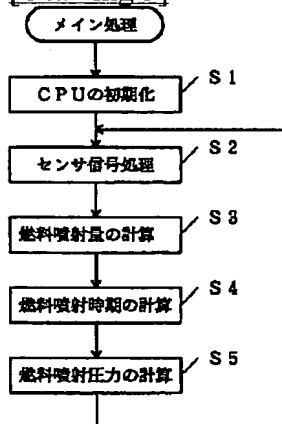 メイン処理
CPUの初期化
S1
センサ信号処理
S2
燃料噴射量の計算
S3
燃料噴射時期の計算
S4
燃料噴射圧力の計算
S5